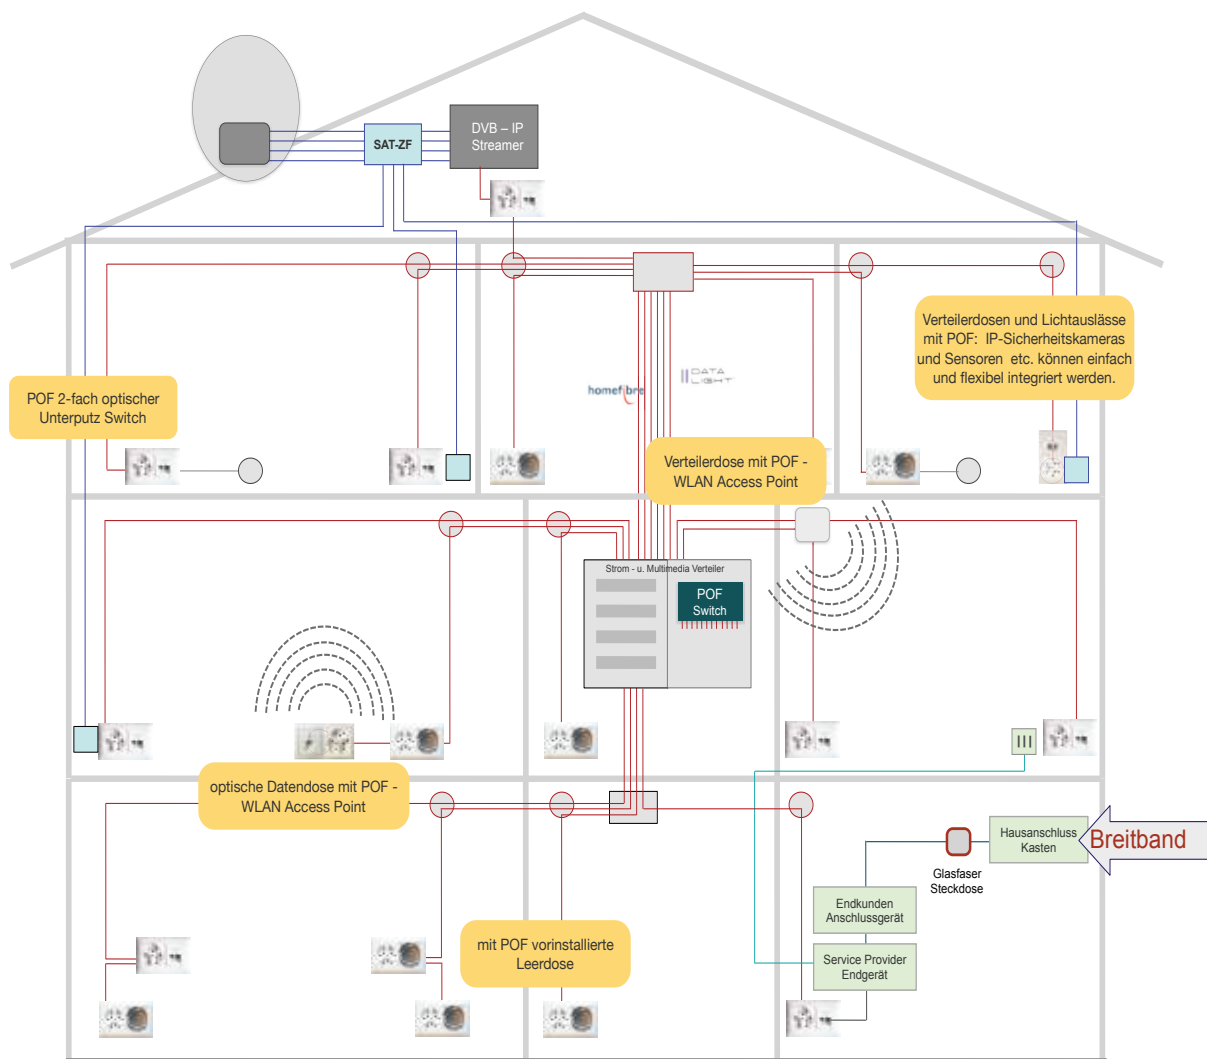 DVB – IP
Streamer
SAT-ZF
Verteilerdosen und Lichtauslässe
mit POF: IP-Sicherheitskameras
und Sensoren etc. können einfach
und flexibel integriert werden.
POF 2-fach optischer
Unterputz Switch
homefibre
DATA
LIGHT
Verteilerdose mit POF -
WLAN Access Point
Strom - u. Multimedia Verteiler
POF
Switch
optische Datendose mit POF -
WLAN Access Point
Hausanschluss
Kasten
Breitband
Glasfaser
Steckdose
Endkunden
Anschlussgerät
mit POF vorinstallierte
Leerdose
Service Provider
Endgerät